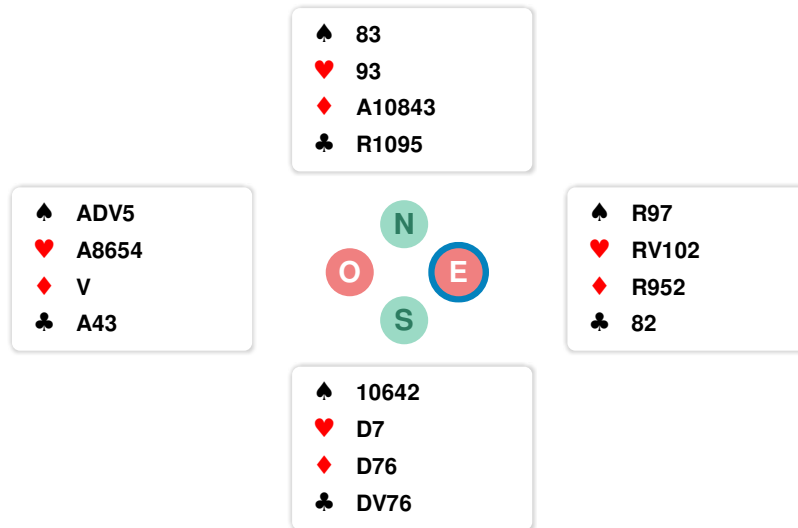 ♠ 83
♥ 93
♦ A10843
♣ R1095
♠ ADV5
♥ A8654
♦ V
♣ A43
N
O E
S
♠ R97
♥ RV102
♦ R952
♣ 82
♠ 10642
♥ D7
♦ D76
♣ DV76